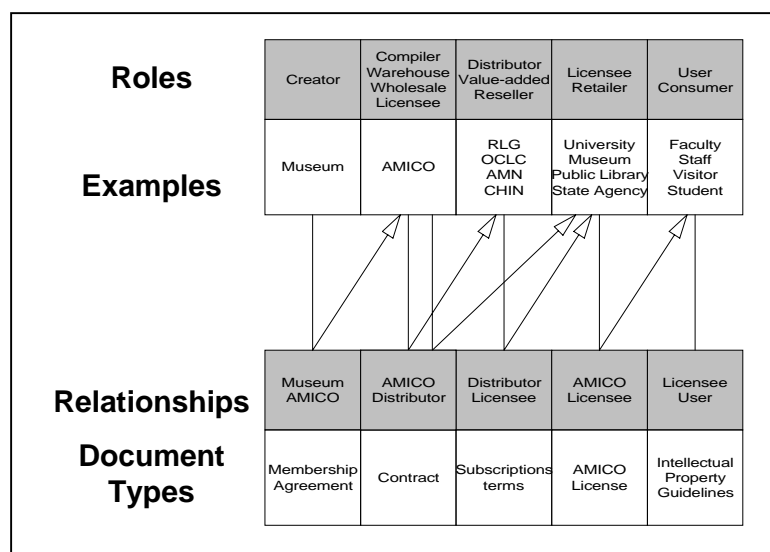 Roles
Creator
Compiler
Warehouse
Wholesale
Licensee
Distributor
Value-added
Reseller
Licensee
Retailer
User
Consumer
Examples
Museum
AMICO
RLG
OCLC
AMN
CHIN
University
Museum
Public Library
State Agency
Faculty
Staff
Visitor
Student
Relationships
Museum
AMICO
AMICO
Distributor
Distributor
Licensee
AMICO
Licensee
Licensee
User
Document
Types
Membership
Agreement
Contract
Subscriptions
terms
AMICO
License
Intellectual
Property
Guidelines